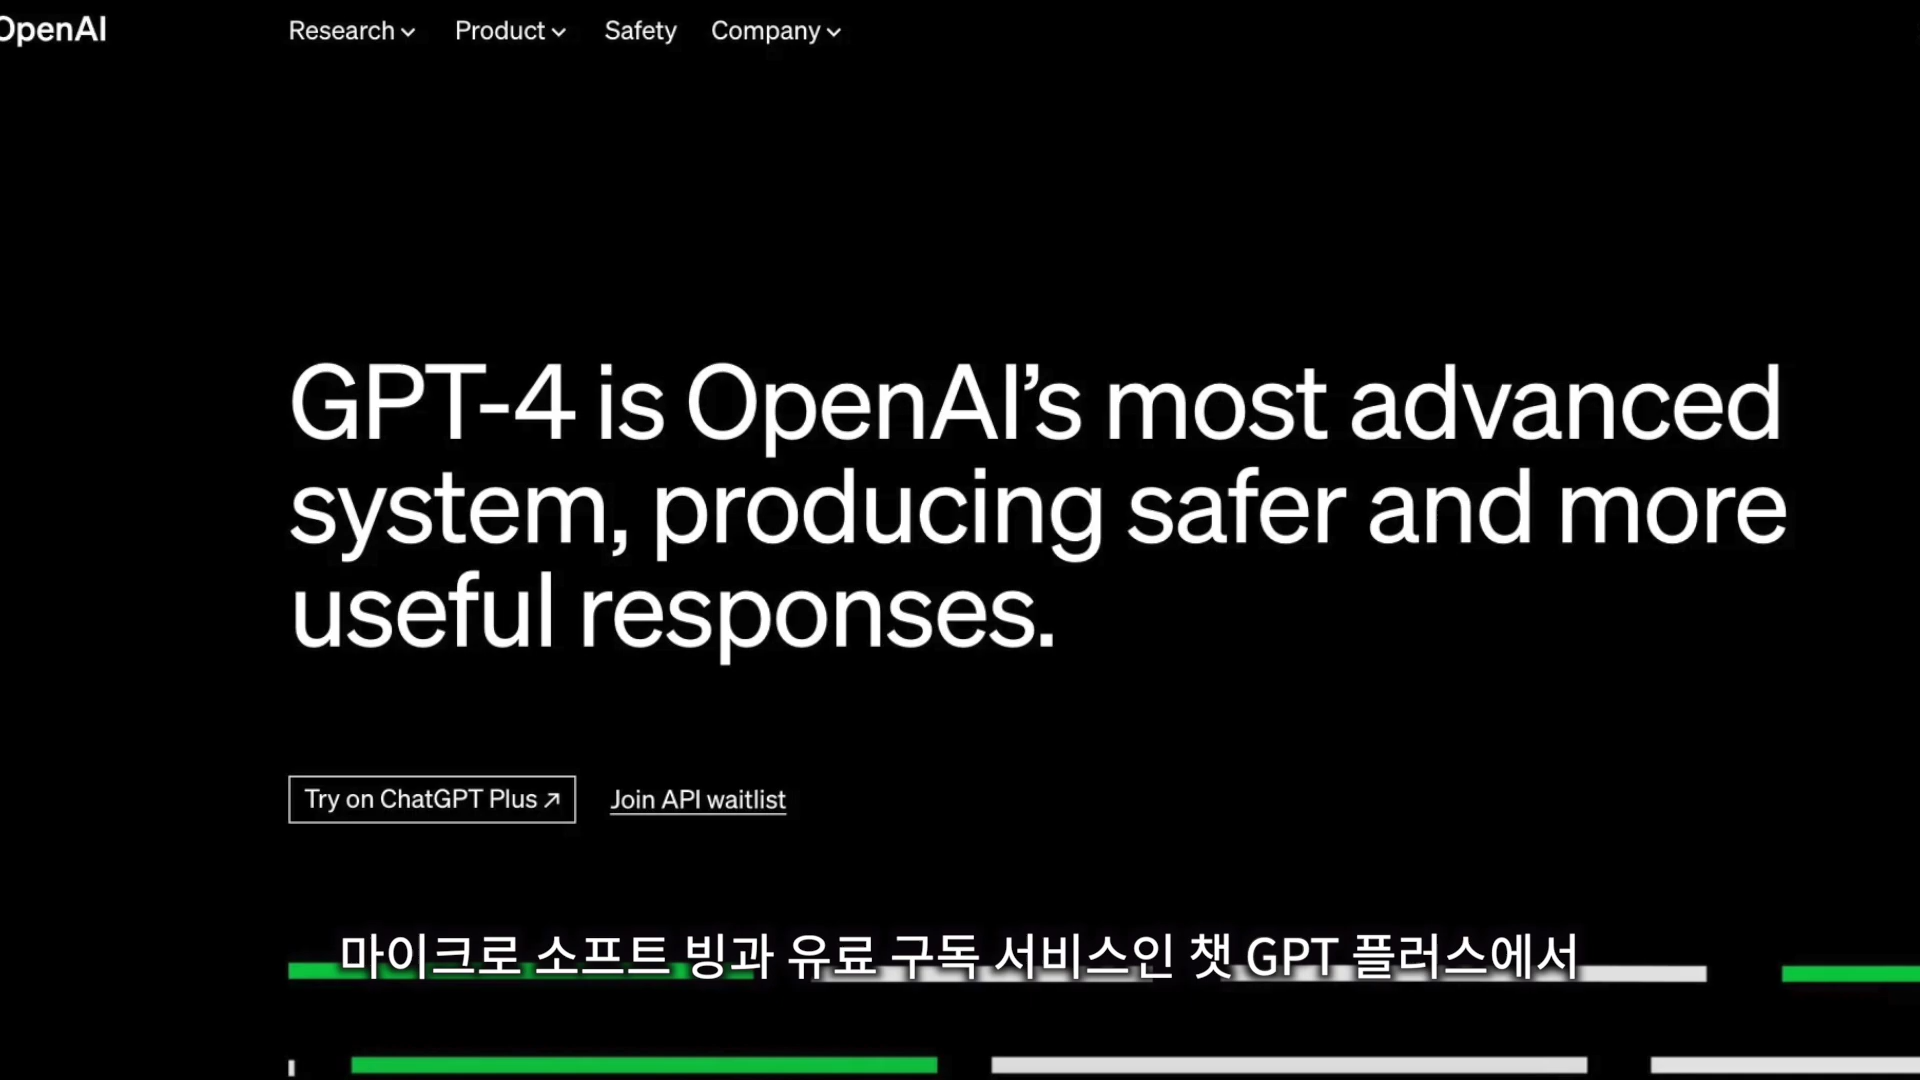 OpenAI
Research Product Safety Company
GPT-4 is OpenAI’s most advanced
system, producing safer and more
useful responses.
Try on ChatGPT Plus ↗ Join API waitlist
마이크로 소프트 빙과 유료 구독 서비스인 챗 GPT 플러스에서